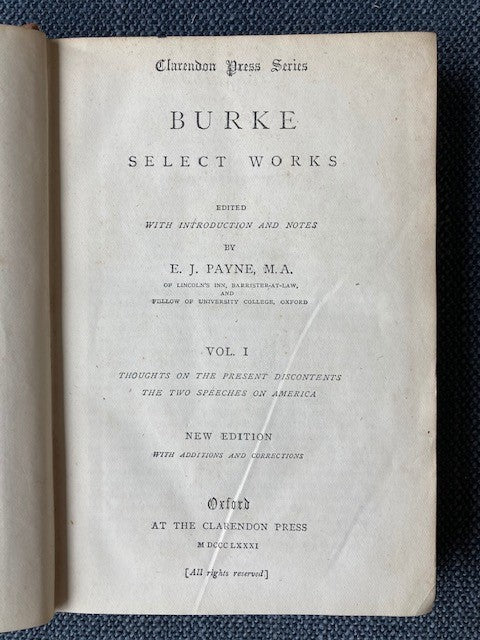 Clarendon Press Series
BURKE
SELECT WORKS
EDITED
WITH INTRODUCTION AND NOTES
BY
E. J. PAYNE, M.A.
OF LINCOLN'S INN, BARRISTER-AT-LAW,
AND
FELLOW OF UNIVERSITY COLLEGE, OXFORD
VOL. I
THOUGHTS ON THE PRESENT DISCONTENTS
THE TWO SPEECHES ON AMERICA
NEW EDITION
WITH ADDITIONS AND CORRECTIONS
Oxford
AT THE CLARENDON PRESS
M DCCC LXXXI
[All rights reserved]